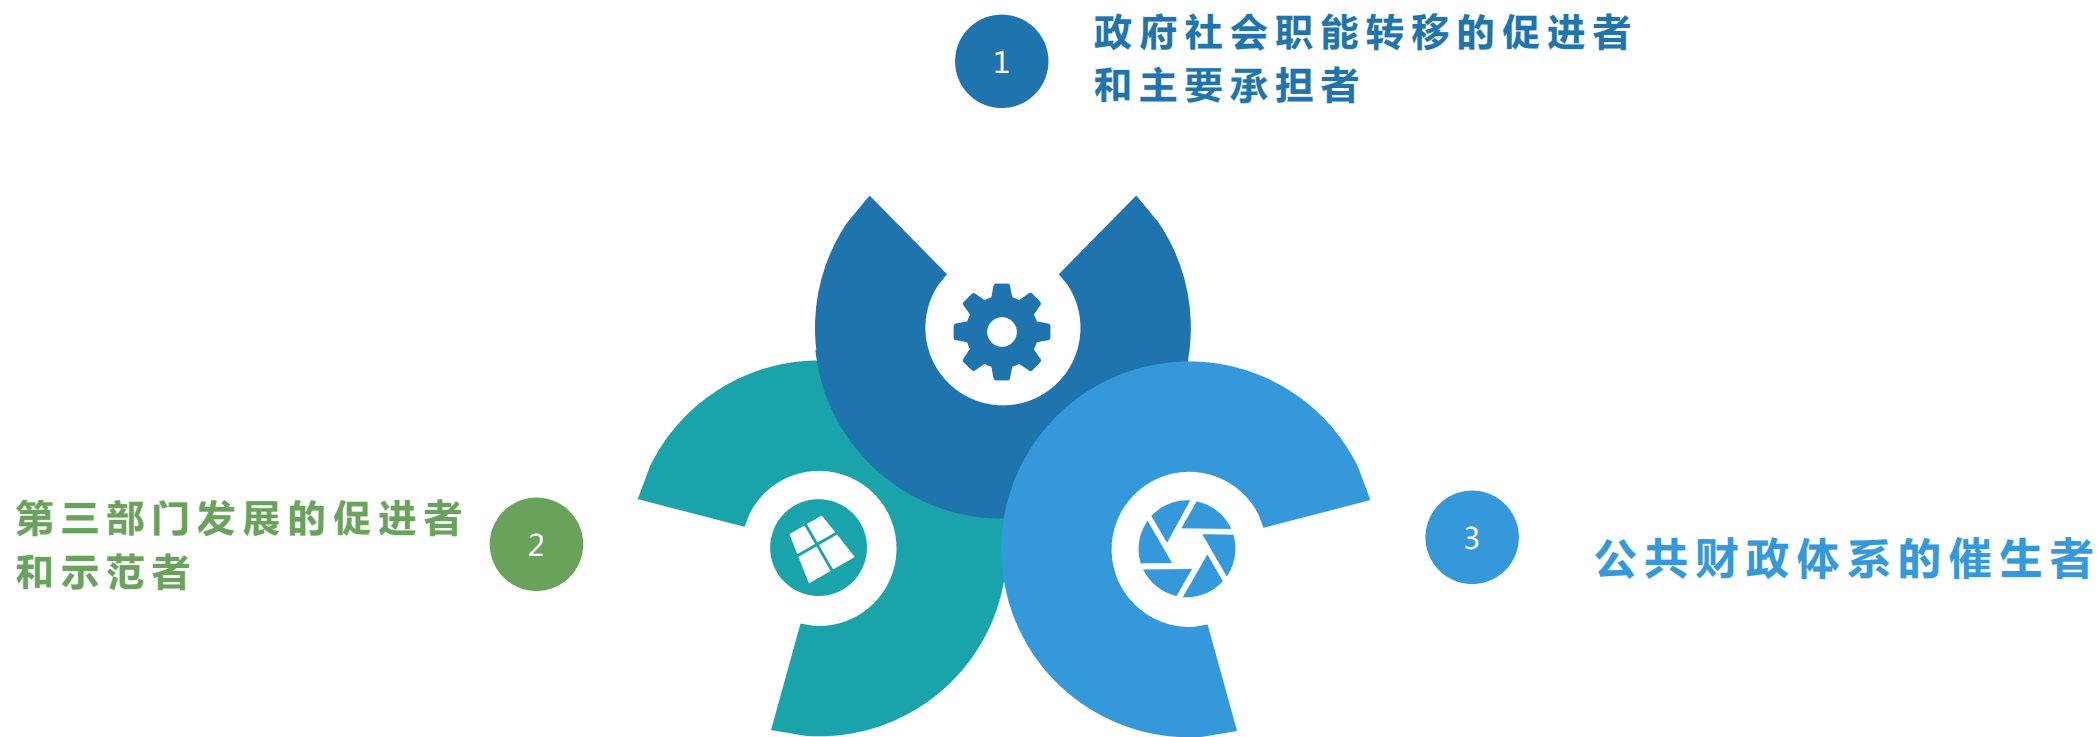 1
政府社会职能转移的促进者
和主要承担者
第三部门发展的促进者
和示范者
2
3
公共财政体系的催生者